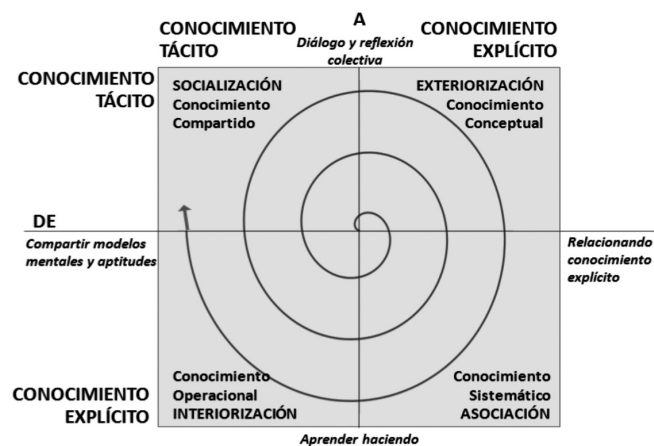 CONOCIMIENTO
TÁCITO
A
Diálogo y reflexión
colectiva
CONOCIMIENTO
EXPLÍCITO
CONOCIMIENTO
TÁCITO
SOCIALIZACIÓN
Conocimiento
Compartido
EXTERIORIZACIÓN
Conocimiento
Conceptual
DE
Compartir modelos
mentales y aptitudes
Relacionando
conocimiento
explícito
CONOCIMIENTO
EXPLÍCITO
Conocimiento
Operacional
INTERIORIZACIÓN
Conocimiento
Sistemático
ASOCIACIÓN
Aprender haciendo